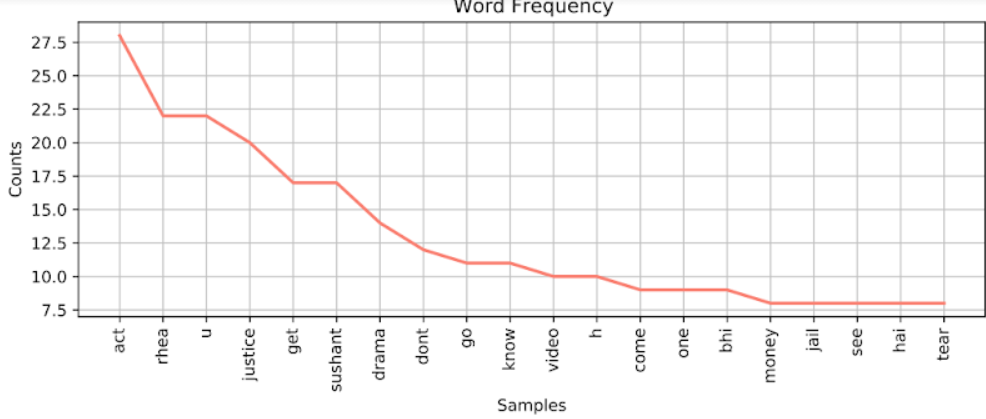 Word Frequency
Counts
27.5
25.0
22.5
20.0
17.5
15.0
12.5
10.0
7.5
act
rhea
u
justice
get
sushant
drama
dont
go
know
video
h
come
one
bhi
money
jail
see
hai
tear
Samples